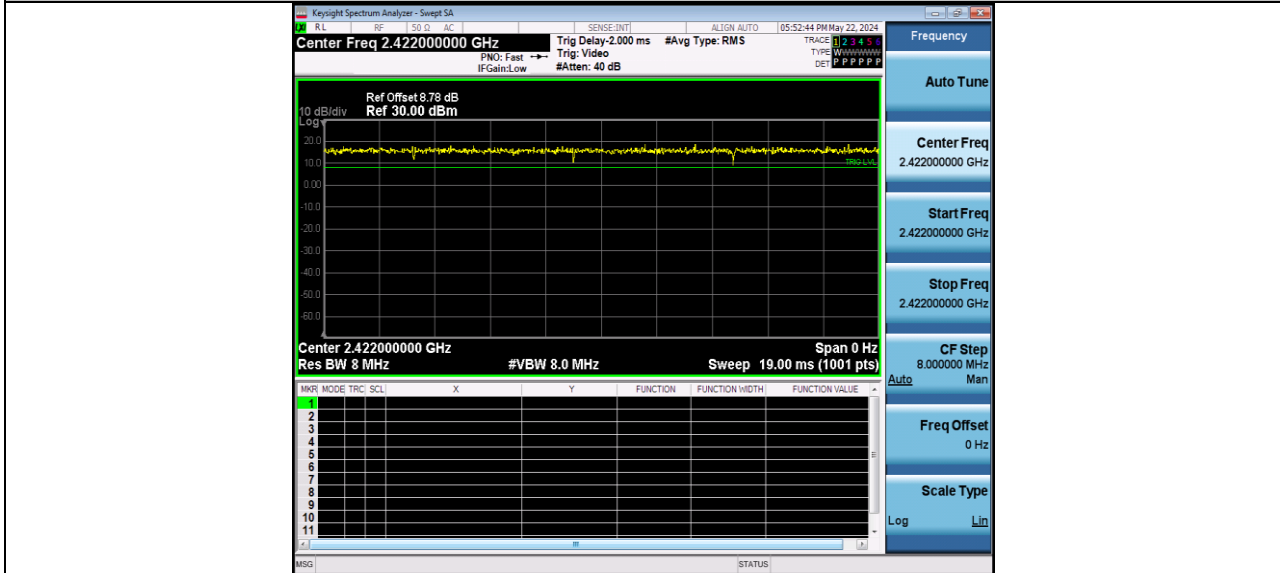 Keysight Spectrum Analyzer - Swept SA
LXI RL RF 50 Ω AC SENSE:INT ALIGN AUTO 05:52:44 PM May 22, 2024
Center Freq 2.422000000 GHz
PNO: Fast
IFGain:Low
Trig Delay-2.000 ms #Avg Type: RMS
Trig: Video
#Atten: 40 dB
TRACE 1 2 3 4 5 6
TYPE WWWWWW
DET P P P P P P
Ref Offset 8.78 dB
10 dB/div Ref 30.00 dBm
Log
20.0
10.0
TRIG LVL
0.00
-10.0
-20.0
-30.0
-40.0
-50.0
-60.0
Center 2.422000000 GHz Span 0 Hz
Res BW 8 MHz #VBW 8.0 MHz Sweep 19.00 ms (1001 pts)
MKR MODE TRC SCL X Y FUNCTION FUNCTION WIDTH FUNCTION VALUE
1
2
3
4
5
6
7
8
9
10
11
MSG STATUS
Frequency
Auto Tune
Center Freq
2.422000000 GHz
Start Freq
2.422000000 GHz
Stop Freq
2.422000000 GHz
CF Step
8.000000 MHz
Auto Man
Freq Offset
0 Hz
Scale Type
Log Lin